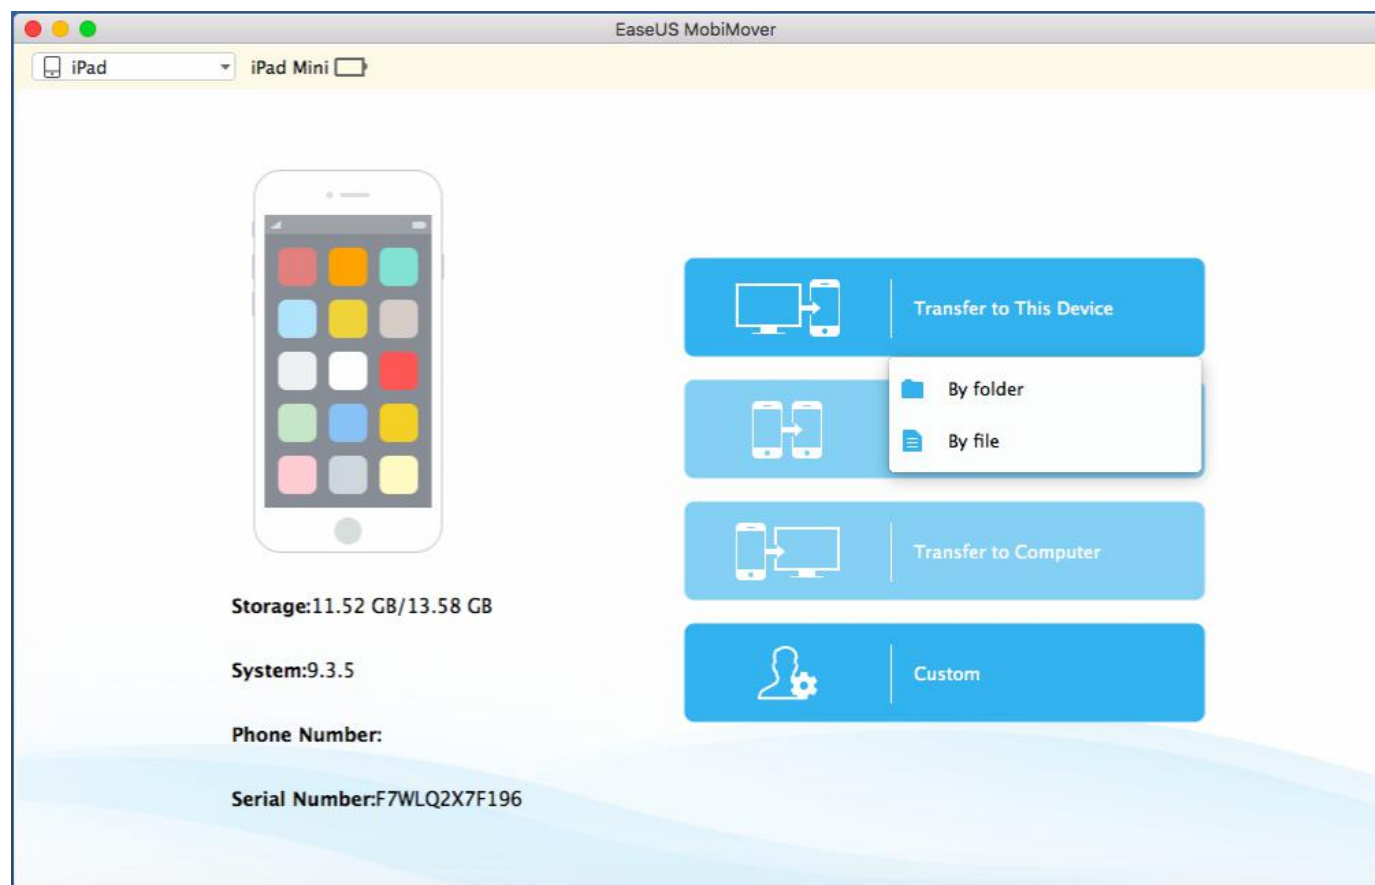 EaseUS MobiMover
iPad
iPad Mini
Transfer to This Device
By folder
By file
Transfer to Computer
Custom
Storage:11.52 GB/13.58 GB
System:9.3.5
Phone Number:
Serial Number:F7WLQ2X7F196